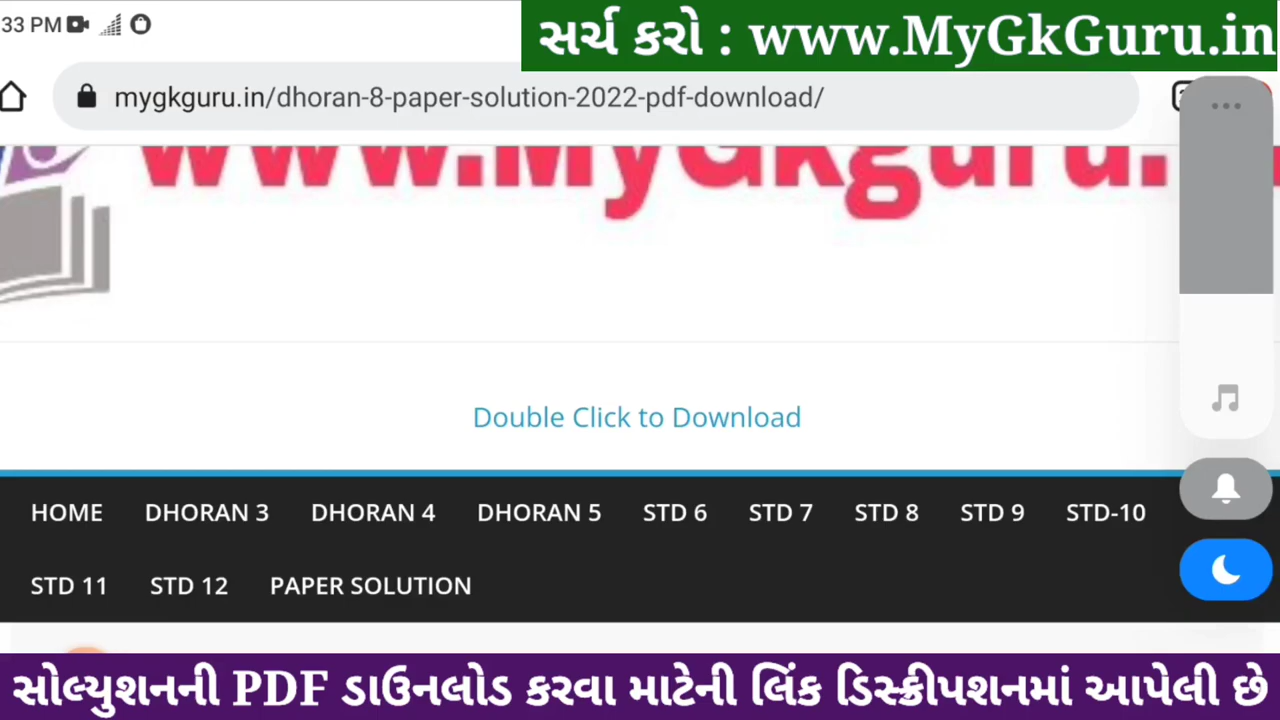 33 PM
સર્ચ કરો : www.MyGkGuru.in
mygkguru.in/dhoran-8-paper-solution-2022-pdf-download/
www.MyGkguru.
Double Click to Download
HOME DHORAN 3 DHORAN 4 DHORAN 5 STD 6 STD 7 STD 8 STD 9 STD-10
STD 11 STD 12 PAPER SOLUTION
સોલ્યુશનની PDF ડાઉનલોડ કરવા માટેની લિંક ડિસ્ક્રીપશનમાં આપેલી છે